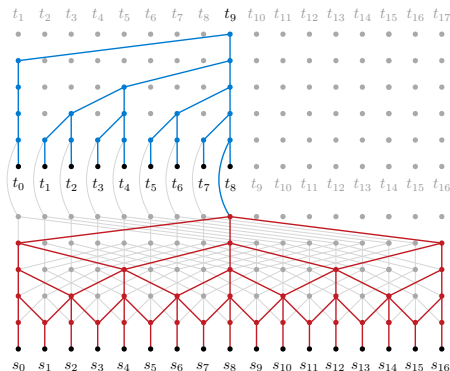 t₁ t₂ t₃ t₄ t₅ t₆ t₇ t₈ t₉ t₁₀ t₁₁ t₁₂ t₁₃ t₁₄ t₁₅ t₁₆ t₁₇
t₀ t₁ t₂ t₃ t₄ t₅ t₆ t₇ t₈ t₉ t₁₀ t₁₁ t₁₂ t₁₃ t₁₄ t₁₅ t₁₆
s₀ s₁ s₂ s₃ s₄ s₅ s₆ s₇ s₈ s₉ s₁₀ s₁₁ s₁₂ s₁₃ s₁₄ s₁₅ s₁₆